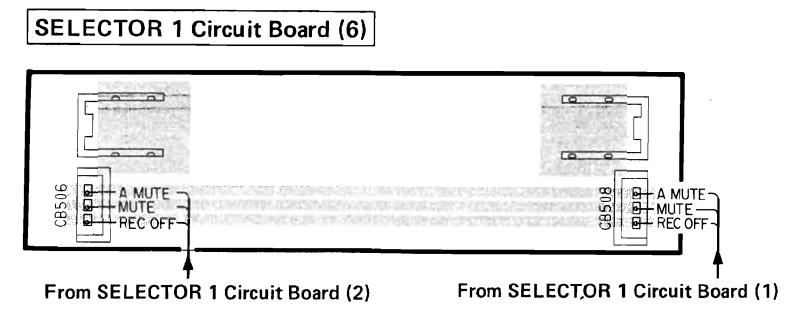 SELECTOR 1 Circuit Board (6)
CB506
A MUTE
MUTE
REC OFF
CB508
A MUTE
MUTE
REC OFF
From SELECTOR 1 Circuit Board (2)
From SELECTOR 1 Circuit Board (1)